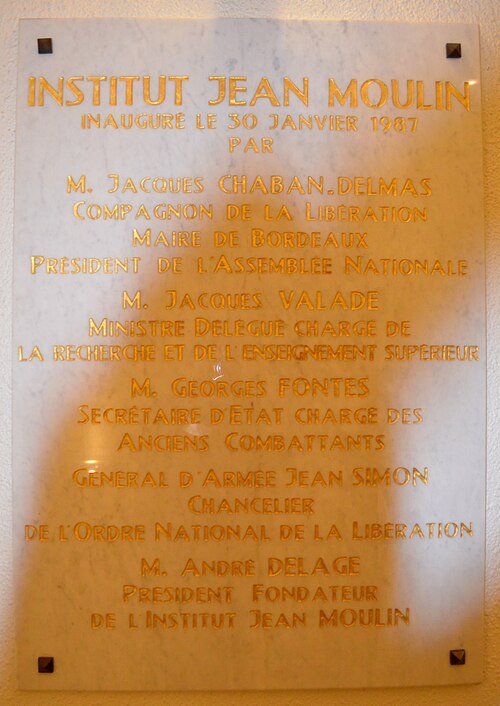 INSTITUT JEAN MOULIN
INAUGURÉ LE 30 JANVIER 1987
PAR
M. JACQUES CHABAN-DELMAS
COMPAGNON DE LA LIBÉRATION
MAIRE DE BORDEAUX
PRÉSIDENT DE L'ASSEMBLÉE NATIONALE
M. JACQUES VALADE
MINISTRE DÉLÉGUÉ CHARGÉ DE
LA RECHERCHE ET DE L'ENSEIGNEMENT SUPÉRIEUR
M. GEORGES FONTES
SECRÉTAIRE D'ÉTAT CHARGÉ DES
ANCIENS COMBATTANTS
GÉNÉRAL D'ARMÉE JEAN SIMON
CHANCELIER
DE L'ORDRE NATIONAL DE LA LIBÉRATION
M. ANDRÉ DELAGE
PRÉSIDENT FONDATEUR
DE L'INSTITUT JEAN MOULIN